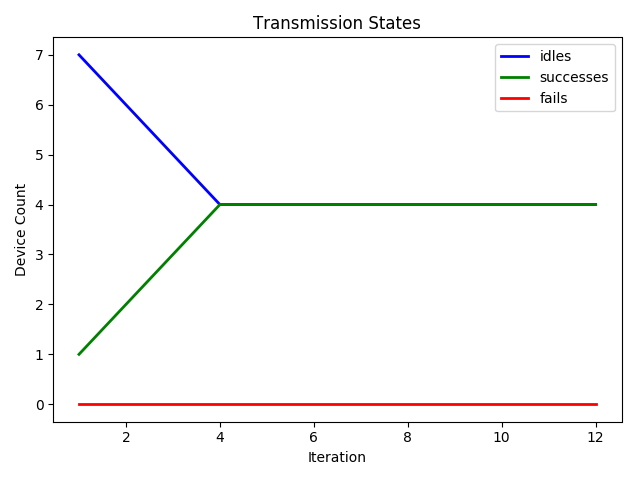 Transmission States
idles
successes
fails
Device Count
7
6
5
4
3
2
1
0
2 4 6 8 10 12
Iteration